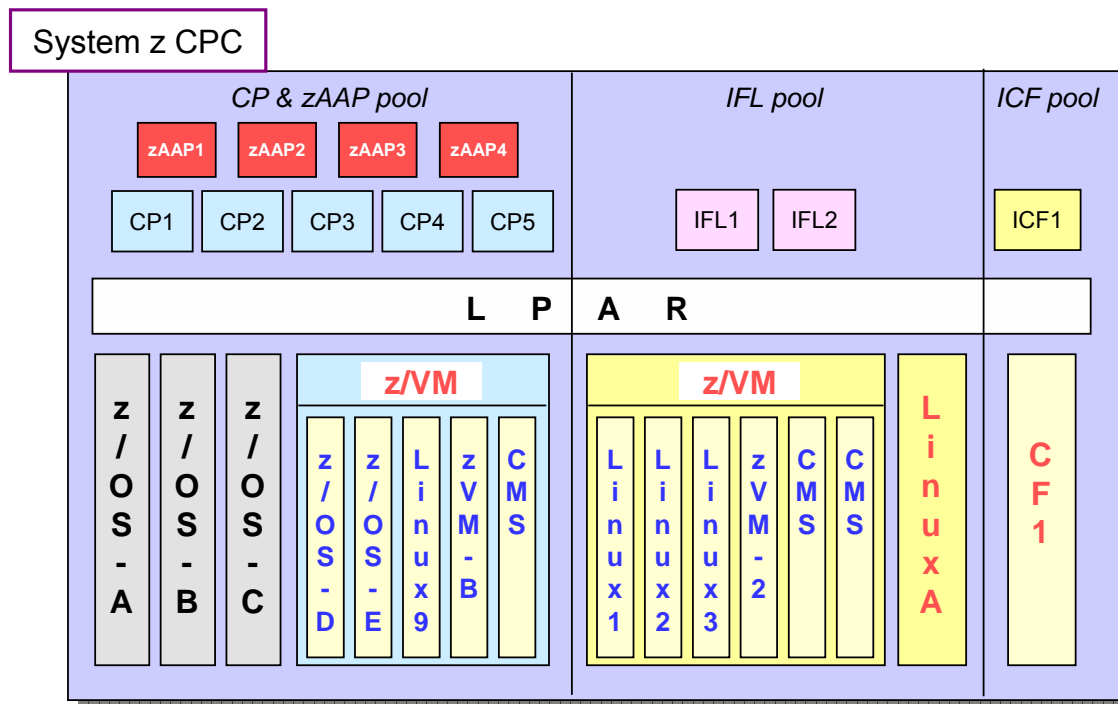 System z CPC
CP & zAAP pool
IFL pool
ICF pool
zAAP1
zAAP2
zAAP3
zAAP4
CP1
CP2
CP3
CP4
CP5
IFL1
IFL2
ICF1
L P A R
z/OS-A
z/OS-B
z/OS-C
z/VM
z/OS-D
z/OS-E
Linux9
zVM-B
CMS
z/VM
Linux1
Linux2
Linux3
zVM-2
CMS
CMS
LinuxA
CF1